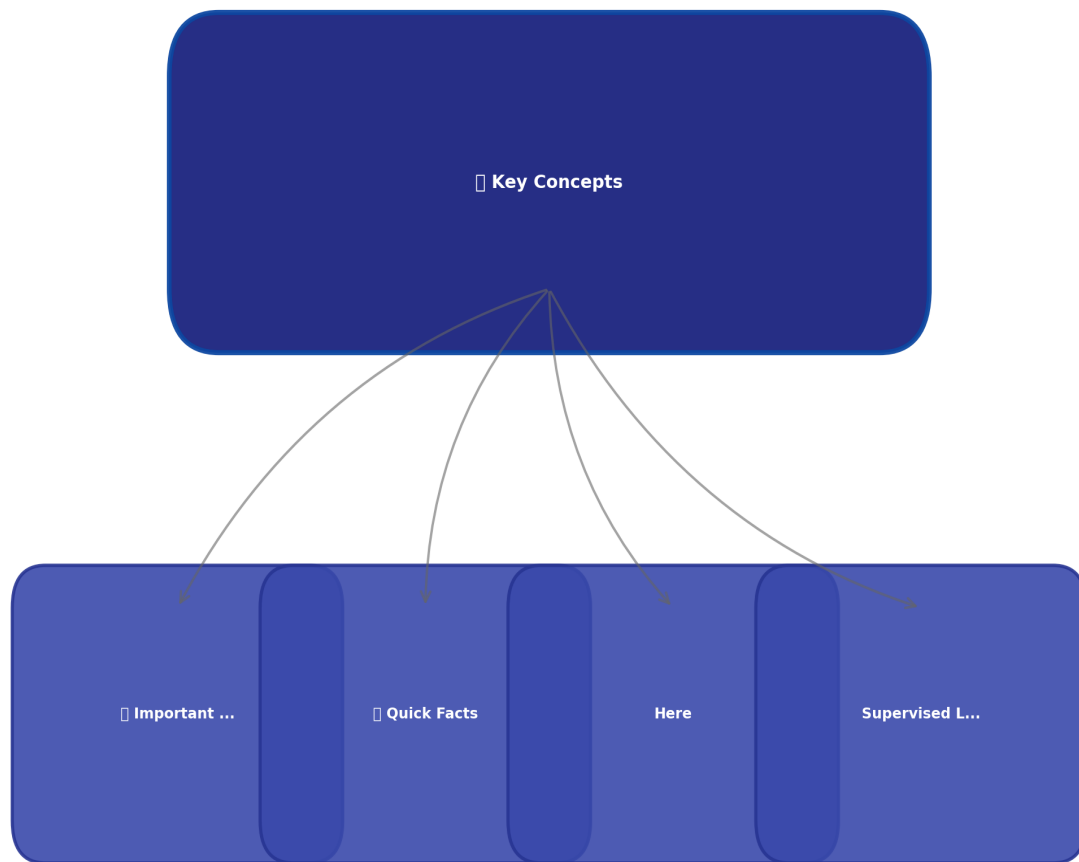 Key Concepts
Important ...
Quick Facts
Here
Supervised L...